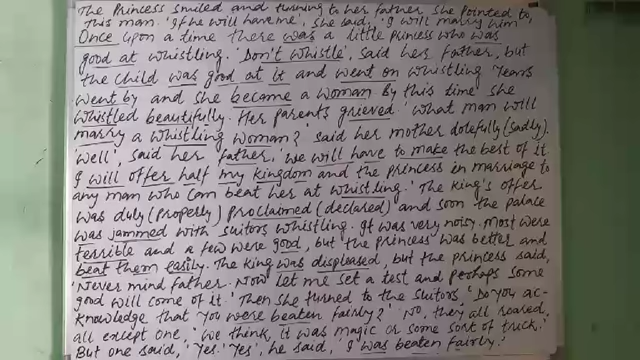 The Princess smiled and turning to her father, she pointed to
this man. 'If he will have me', she said, 'I will marry him,
Once upon a time there was a little princess who was
good at whistling. 'Don't whistle', said her father, but
the child was good at it and went on whistling Years
went by and she became a woman By this time she
whistled beautifully. Her parents grieved 'What man will
marry a whistling woman? said her mother dolefully (sadly).
'Well', said her father, 'we will have to make the best of it.
I will offer half my kingdom and the princess in marriage to
any man who can beat her at whistling.' The King's offer
was duly (properly) proclaimed (declared) and soon the palace
was jammed with suitors whistling. It was very noisy. Most were
terrible and a few were good, but the princess was better and
beat them easily. The king was displeased, but the princess said,
'Never mind father. Now let me set a test and perhaps some
good will come of it.' Then she turned to the suitors, 'Do you ac-
knowledge that you were beaten fairly?' 'No, they all roared,
all except one. 'We think, it was magic or some sort of trick.'
But one said, 'Yes' 'Yes', he said, 'I was beaten fairly.'